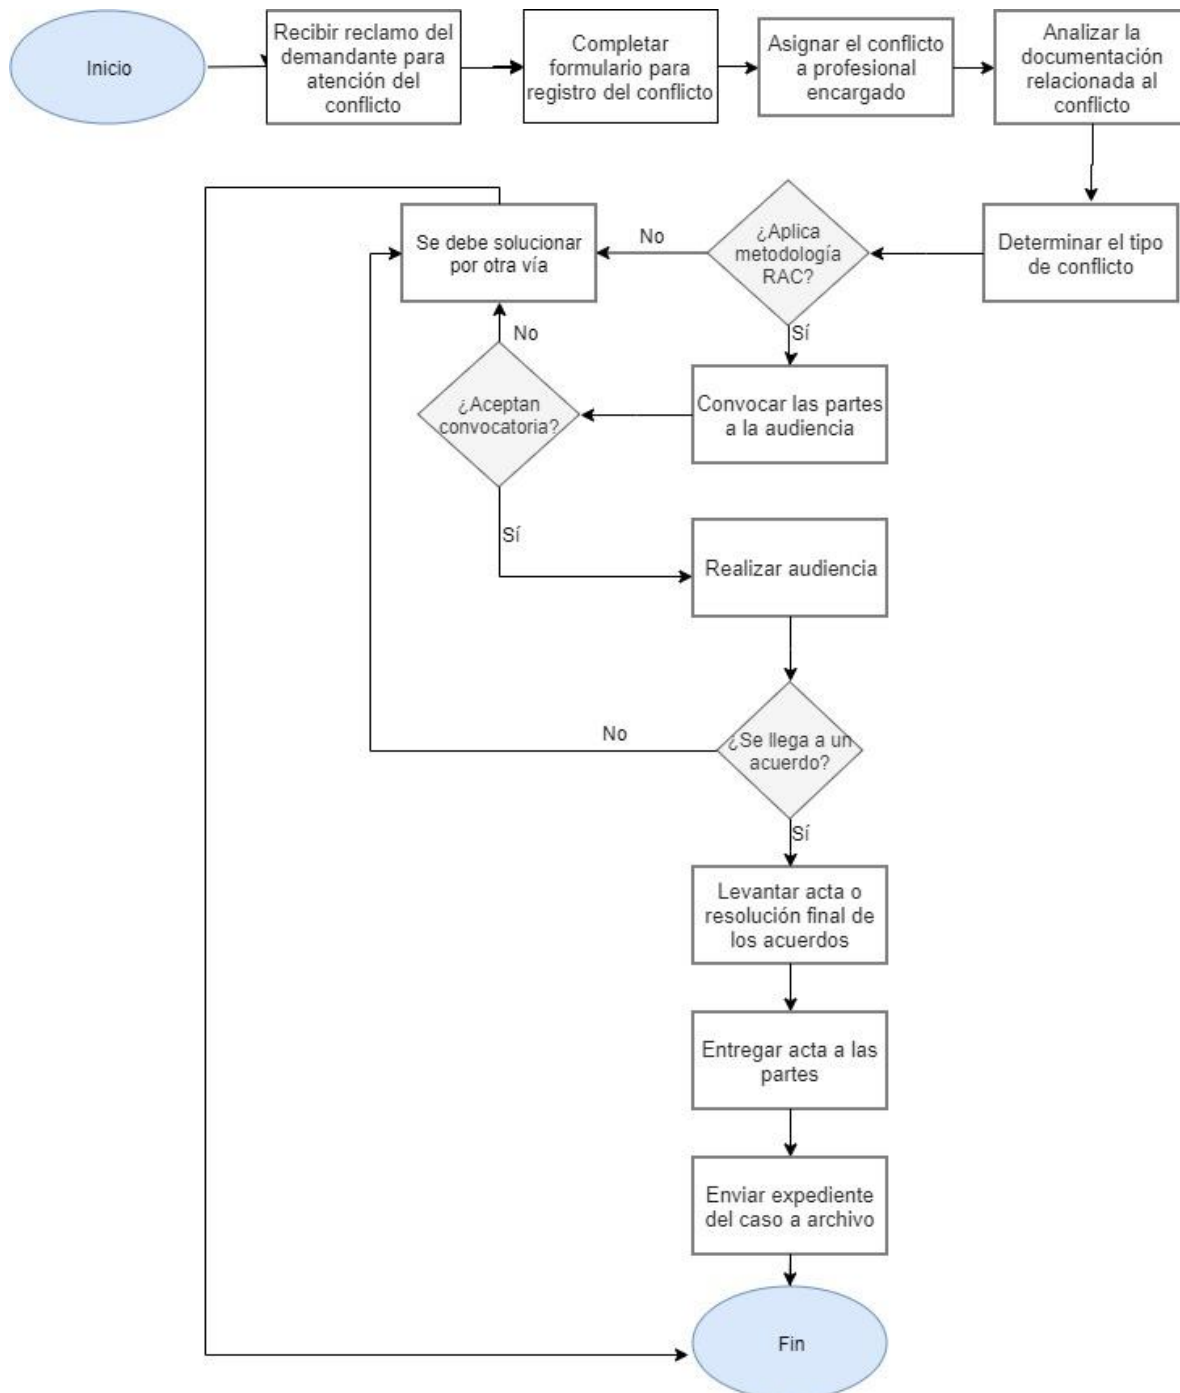 Inicio
Recibir reclamo del
demandante para
atención del
conflicto
Completar
formulario para
registro del conflicto
Asignar el conflicto
a profesional
encargado
Analizar la
documentación
relacionada al
conflicto
Determinar el tipo
de conflicto
¿Aplica
metodología
RAC?
No
Se debe solucionar
por otra vía
Sí
Convocar las partes
a la audiencia
¿Aceptan
convocatoria?
No
Sí
Realizar audiencia
¿Se llega a un
acuerdo?
No
Sí
Levantar acta o
resolución final de
los acuerdos
Entregar acta a las
partes
Enviar expediente
del caso a archivo
Fin